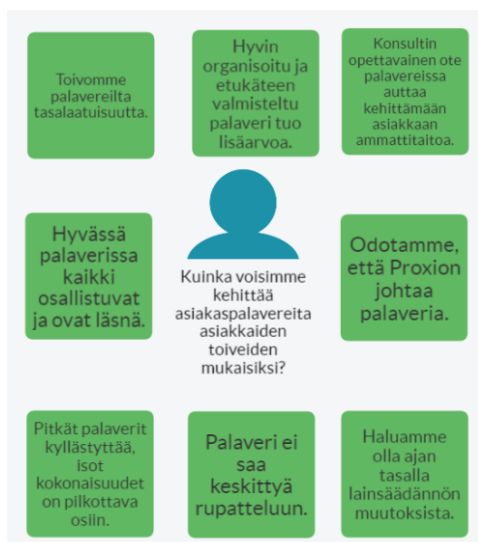 Toivomme
palavereilta
tasalaatuisuutta.
Hyvin
organisoitu ja
etukäteen
valmisteltu
palaveri tuo
lisäarvoa.
Konsultin
opettavainen ote
palavereissa
auttaa
kehittämään
asiakkaan
ammattitaitoa.
Hyvässä
palaverissa
kaikki
osallistuvat
ja ovat läsnä.
Kuinka voisimme
kehittää
asiakaspalavereita
asiakkaiden
toiveiden
mukaisiksi?
Odotamme,
että Proxion
johtaa
palaveria.
Pitkät palaverit
kyllästyttää,
isot
kokonaisuudet
on pilkottava
osiin.
Palaveri ei
saa
keskittyä
rupatteluun.
Haluamme
olla ajan
tasalla
lainsäädännön
muutoksista.